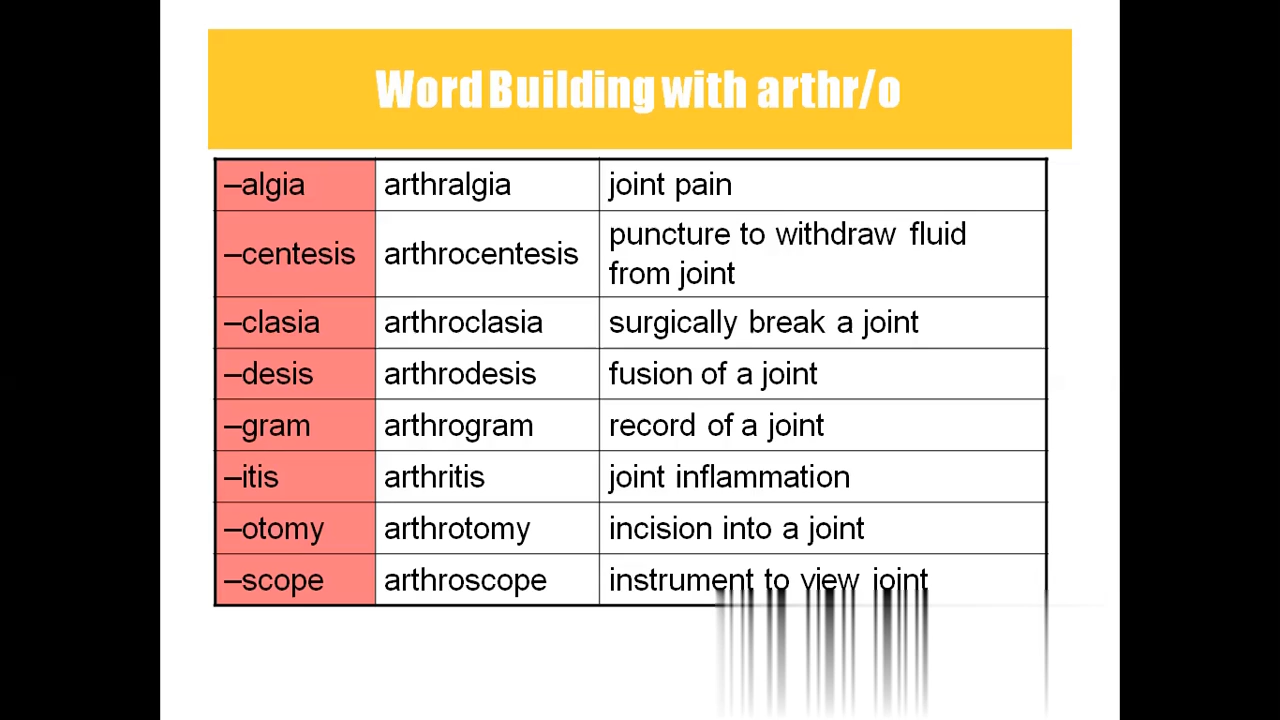 Word Building with arthr/o
–algia arthralgia joint pain
–centesis arthrocentesis puncture to withdraw fluid
from joint
–clasia arthroclasia surgically break a joint
–desis arthrodesis fusion of a joint
–gram arthrogram record of a joint
–itis arthritis joint inflammation
–otomy arthrotomy incision into a joint
–scope arthroscope instrument to view joint